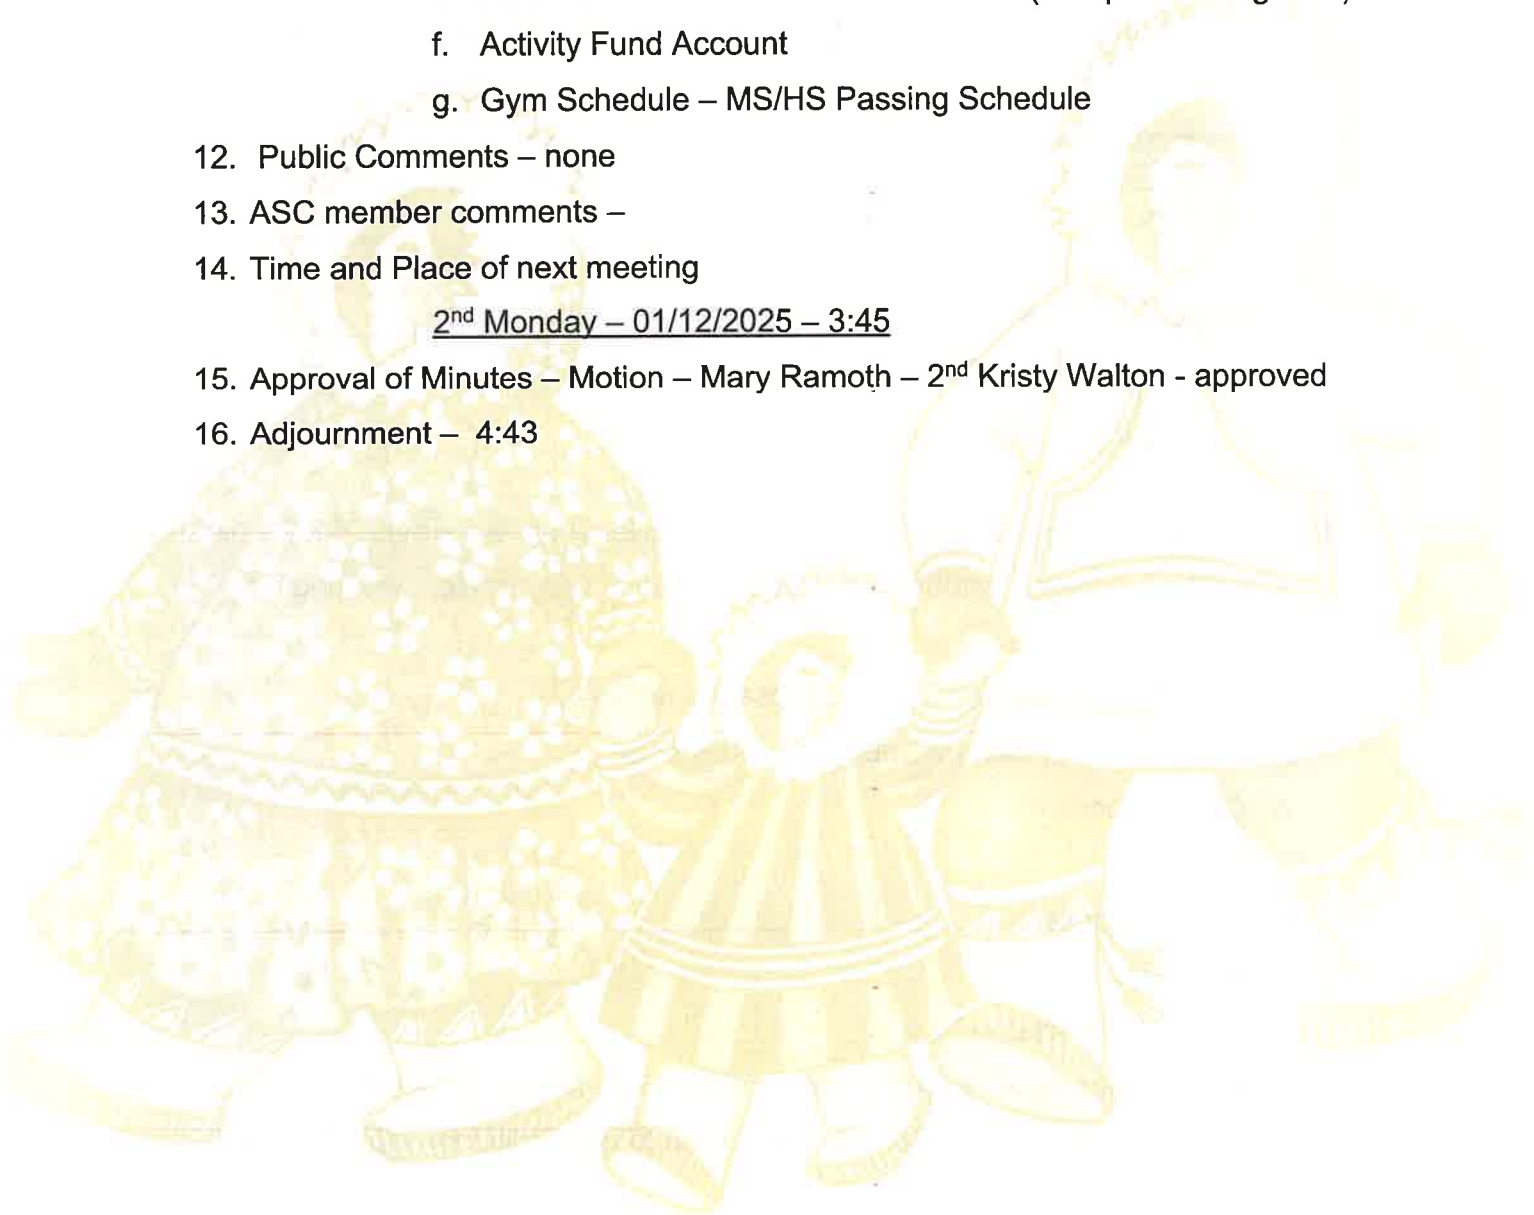 f. Activity Fund Account
g. Gym Schedule – MS/HS Passing Schedule
12. Public Comments – none
13. ASC member comments –
14. Time and Place of next meeting
2nd Monday – 01/12/2025 – 3:45
15. Approval of Minutes – Motion – Mary Ramoth – 2nd Kristy Walton - approved
16. Adjournment – 4:43